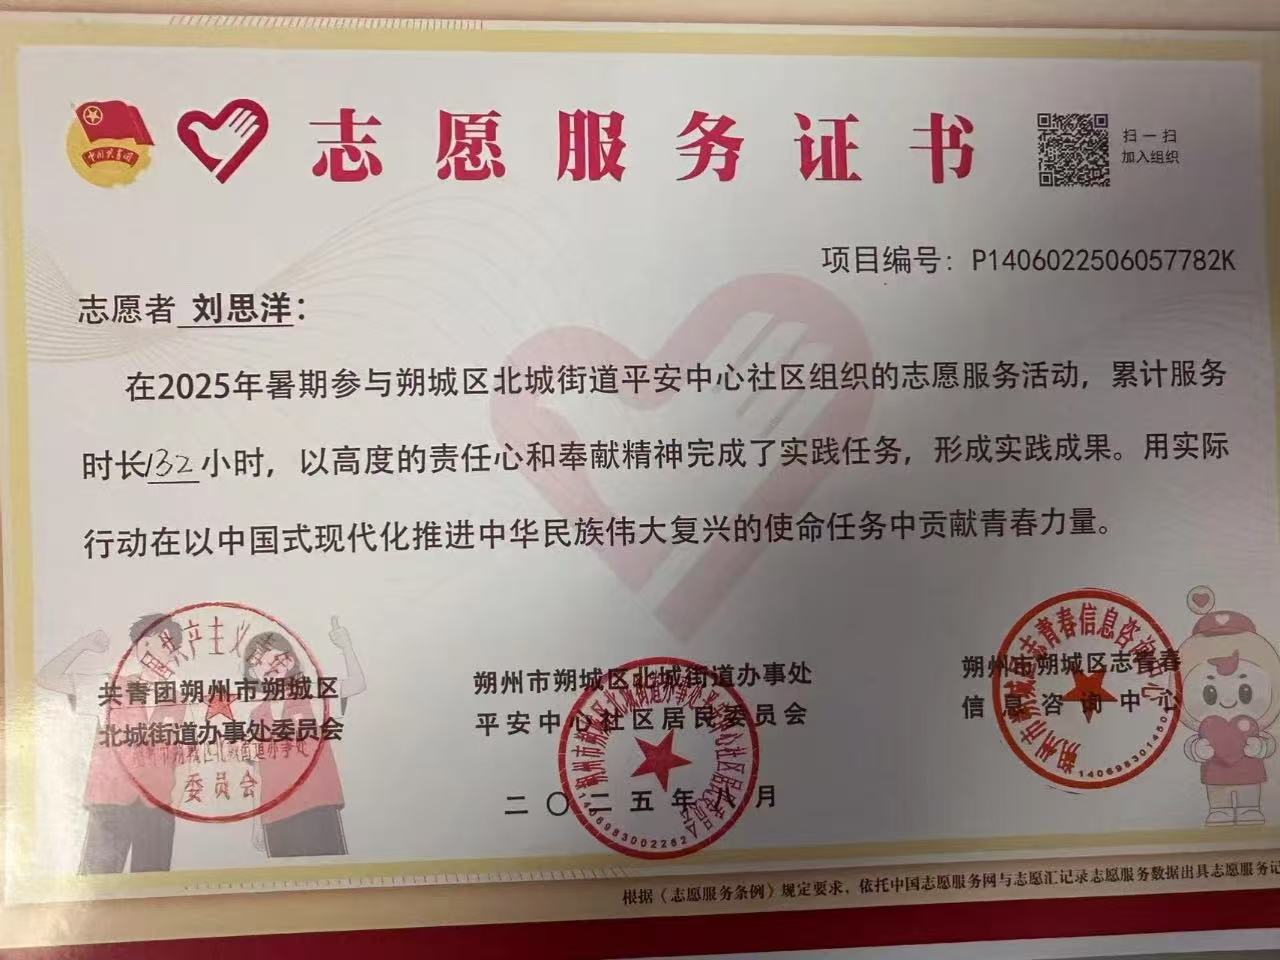 志愿服务证书
扫一扫
加入组织
中国共青团
项目编号：P1406022506057782K
志愿者 刘思洋：
在2025年暑期参与朔城区北城街道平安中心社区组织的志愿服务活动，累计服务
时长132小时，以高度的责任心和奉献精神完成了实践任务，形成实践成果。用实际
行动在以中国式现代化推进中华民族伟大复兴的使命任务中贡献青春力量。
共青团朔州市朔城区
北城街道办事处委员会
委员会
朔州市朔城区北城街道办事处
平安中心社区居民委员会
二〇二五年八月
1406983002262
朔州市朔城区志青春
信息咨询中心
根据《志愿服务条例》规定要求，依托中国志愿服务网与志愿汇记录志愿服务数据出具志愿服务记